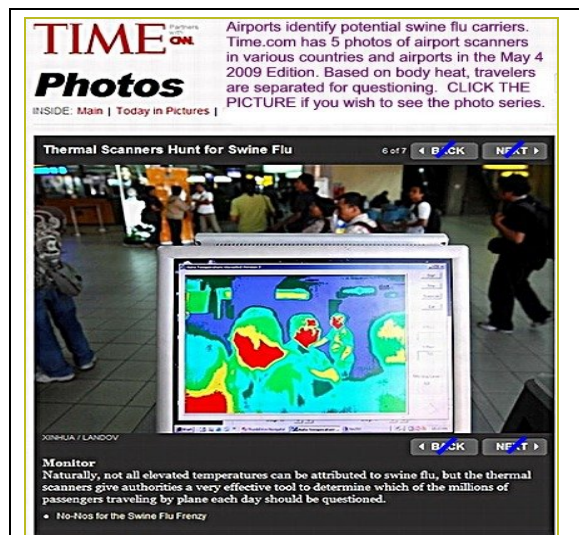 TIME Partners with CNN
Airports identify potential swine flu carriers.
Time.com has 5 photos of airport scanners
in various countries and airports in the May 4
2009 Edition. Based on body heat, travelers
are separated for questioning. CLICK THE
PICTURE if you wish to see the photo series.
Photos
INSIDE: Main | Today in Pictures |
Thermal Scanners Hunt for Swine Flu
6 of 7 BACK NEXT
XINHUA / LANDOV
BACK NEXT
Monitor
Naturally, not all elevated temperatures can be attributed to swine flu, but the thermal
scanners give authorities a very effective tool to determine which of the millions of
passengers traveling by plane each day should be questioned.
• No-Nos for the Swine Flu Frenzy